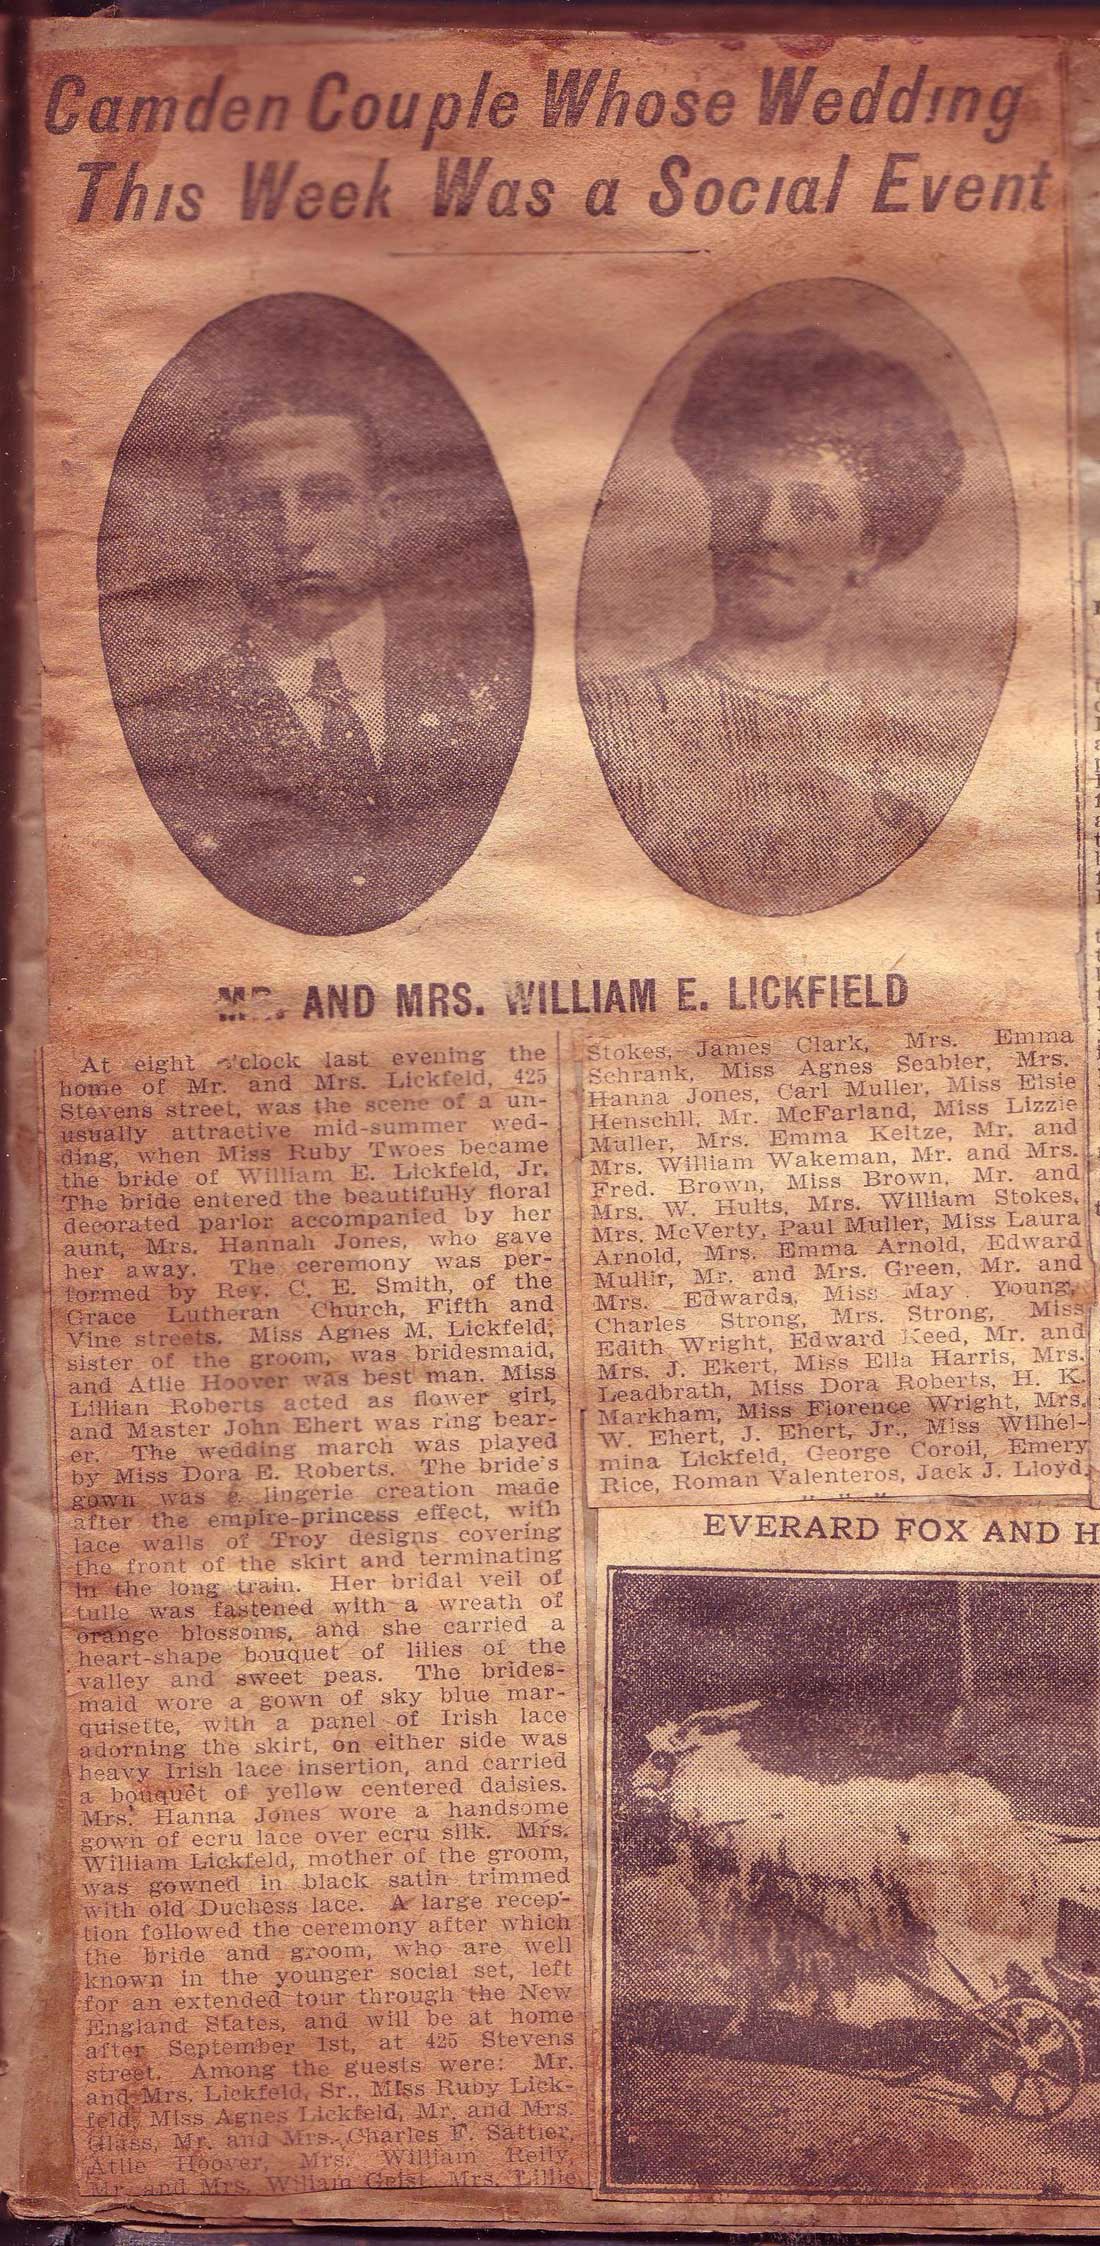 Camden Couple Whose Wedding
This Week Was a Social Event
MR. AND MRS. WILLIAM E. LICKFIELD
At eight o'clock last evening the
home of Mr. and Mrs. Lickfeld, 425
Stevens street, was the scene of a un-
usually attractive mid-summer wed-
ding, when Miss Ruby Twoes became
the bride of William E. Lickfeld, Jr.
The bride entered the beautifully floral
decorated parlor accompanied by her
aunt, Mrs. Hannah Jones, who gave
her away. The ceremony was per-
formed by Rev. C. E. Smith, of the
Grace Lutheran Church, Fifth and
Vine streets. Miss Agnes M. Lickfeld,
sister of the groom, was bridesmaid,
and Atlie Hoover was best man. Miss
Lillian Roberts acted as flower girl,
and Master John Ehert was ring bear-
er. The wedding march was played
by Miss Dora E. Roberts. The bride's
gown was a lingerie creation made
after the empire-princess effect, with
lace walls of Troy designs covering
the front of the skirt and terminating
in the long train. Her bridal veil of
tulle was fastened with a wreath of
orange blossoms, and she carried a
heart-shape bouquet of lilies of the
valley and sweet peas. The brides-
maid wore a gown of sky blue mar-
quisette, with a panel of Irish lace
adorning the skirt, on either side was
heavy Irish lace insertion, and carried
a bouquet of yellow centered daisies.
Mrs. Hanna Jones wore a handsome
gown of ecru lace over ecru silk. Mrs.
William Lickfeld, mother of the groom,
was gowned in black satin trimmed
with old Duchess lace. A large recep-
tion followed the ceremony after which
the bride and groom, who are well
known in the younger social set, left
for an extended tour through the New
England States, and will be at home
after September 1st, at 425 Stevens
street. Among the guests were: Mr.
and Mrs. Lickfeld, Sr., Miss Ruby Lick-
feld, Miss Agnes Lickfeld, Mr. and Mrs.
Glass, Mr. and Mrs. Charles F. Sattler,
Atlie Hoover, Mrs. William Reily,
Mr. and Mrs. William Geist, Mrs. Lillie
Stokes, James Clark, Mrs. Emma
Schrank, Miss Agnes Seabler, Mrs.
Hanna Jones, Carl Muller, Miss Elsie
Henschll, Mr. McFarland, Miss Lizzie
Muller, Mrs. Emma Keltze, Mr. and
Mrs. William Wakeman, Mr. and Mrs.
Fred. Brown, Miss Brown, Mr. and
Mrs. W. Hults, Mrs. William Stokes,
Mrs. McVerty, Paul Muller, Miss Laura
Arnold, Mrs. Emma Arnold, Edward
Mullir, Mr. and Mrs. Green, Mr. and
Mrs. Edwards, Miss May Young,
Charles Strong, Mrs. Strong, Miss
Edith Wright, Edward Keed, Mr. and
Mrs. J. Ekert, Miss Ella Harris, Mrs.
Leadbrath, Miss Dora Roberts, H. K.
Markham, Miss Florence Wright, Mrs.
W. Ehert, J. Ehert, Jr., Miss Wilhel-
mina Lickfeld, George Coroil, Emery
Rice, Roman Valenteros, Jack J. Lloyd,
EVERARD FOX AND H